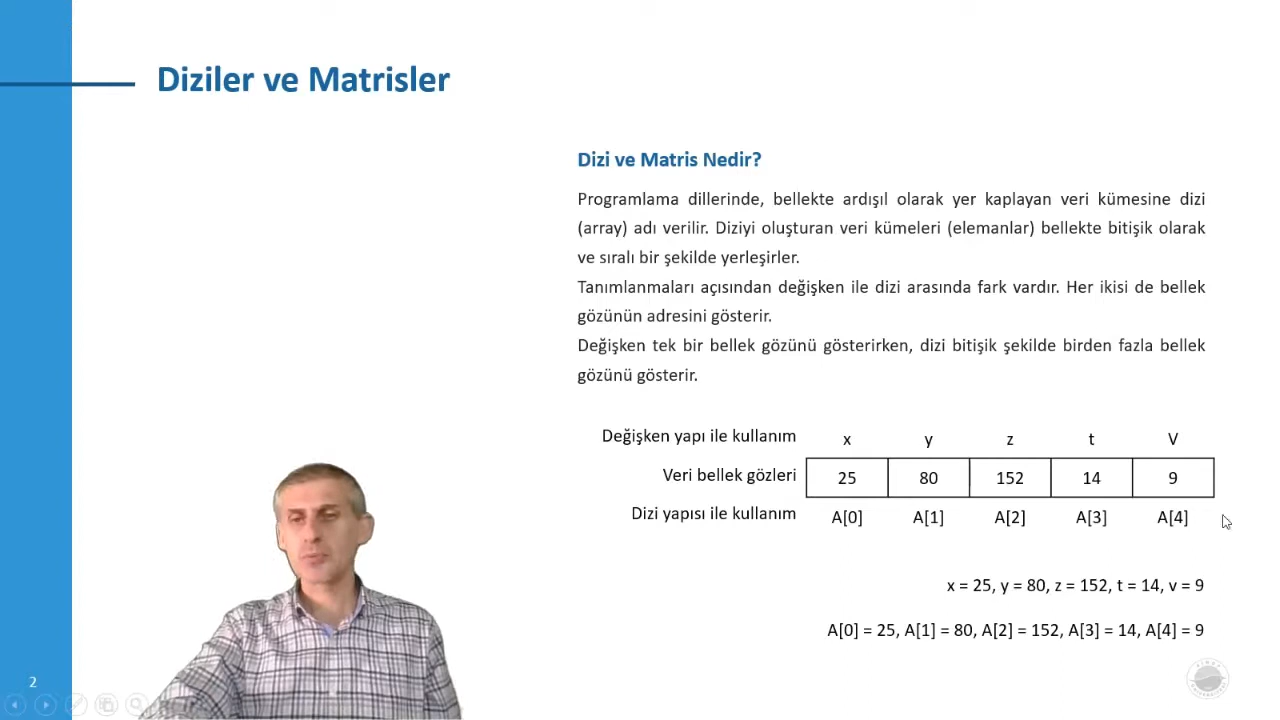 Diziler ve Matrisler
Dizi ve Matris Nedir?
Programlama dillerinde, bellekte ardışıl olarak yer kaplayan veri kümesine dizi
(array) adı verilir. Diziyi oluşturan veri kümeleri (elemanlar) bellekte bitişik olarak
ve sıralı bir şekilde yerleşirler.
Tanımlanmaları açısından değişken ile dizi arasında fark vardır. Her ikisi de bellek
gözünün adresini gösterir.
Değişken tek bir bellek gözünü gösterirken, dizi bitişik şekilde birden fazla bellek
gözünü gösterir.
Değişken yapı ile kullanım x y z t V
Veri bellek gözleri 25 80 152 14 9
Dizi yapısı ile kullanım A[0] A[1] A[2] A[3] A[4]
x = 25, y = 80, z = 152, t = 14, v = 9
A[0] = 25, A[1] = 80, A[2] = 152, A[3] = 14, A[4] = 9
2